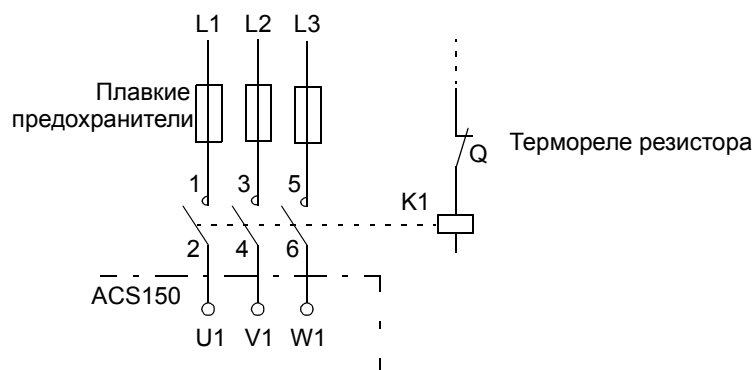 L1 L2 L3
Плавкие
предохранители
Термореле резистора
Q
1 3 5
K1
2 4 6
ACS150
U1 V1 W1